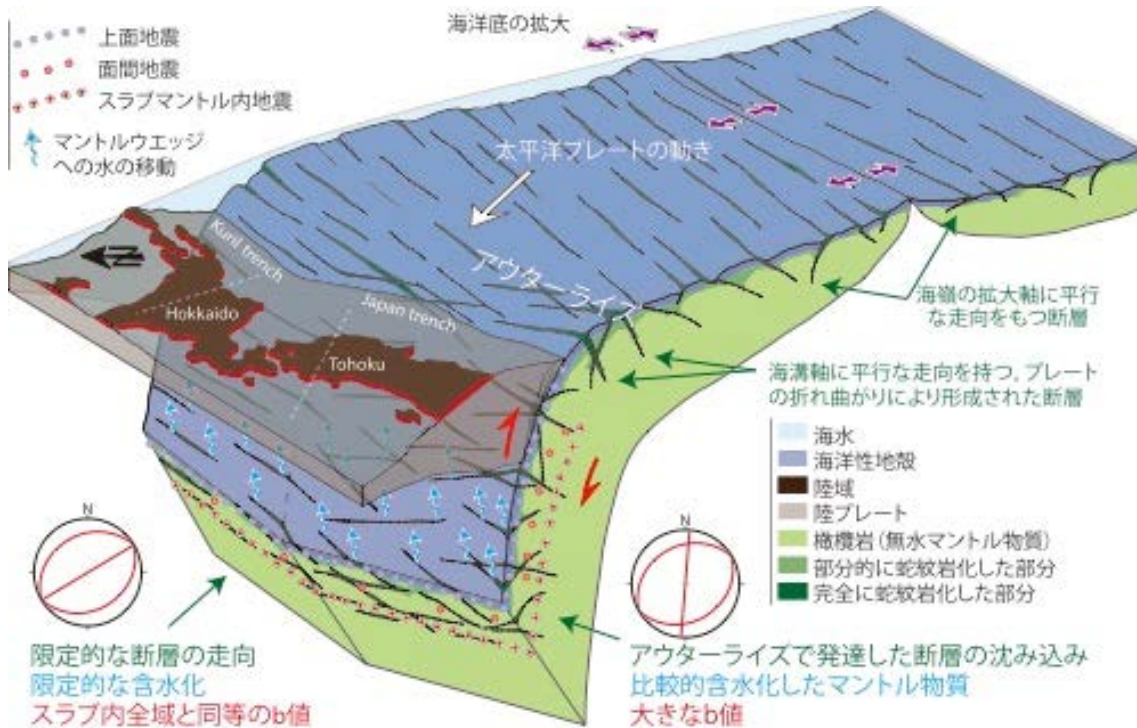 上面地震
面間地震
スラブマントル内地震
マントルウエッジ
への水の移動
海洋底の拡大
太平洋プレートの動き
アウターライズ
N
Kuril trench
Japan trench
Hokkaido
Tohoku
海嶺の拡大軸に平行
な走向をもつ断層
海溝軸に平行な走向を持つ，プレート
の折れ曲がりにより形成された断層
海水
海洋性地殻
陸域
陸プレート
橄欖岩(無水マントル物質)
部分的に蛇紋岩化した部分
完全に蛇紋岩化した部分
N
N
限定的な断層の走向
限定的な含水化
スラブ内全域と同等のb値
アウターライズで発達した断層の沈み込み
比較的含水化したマントル物質
大きなb値